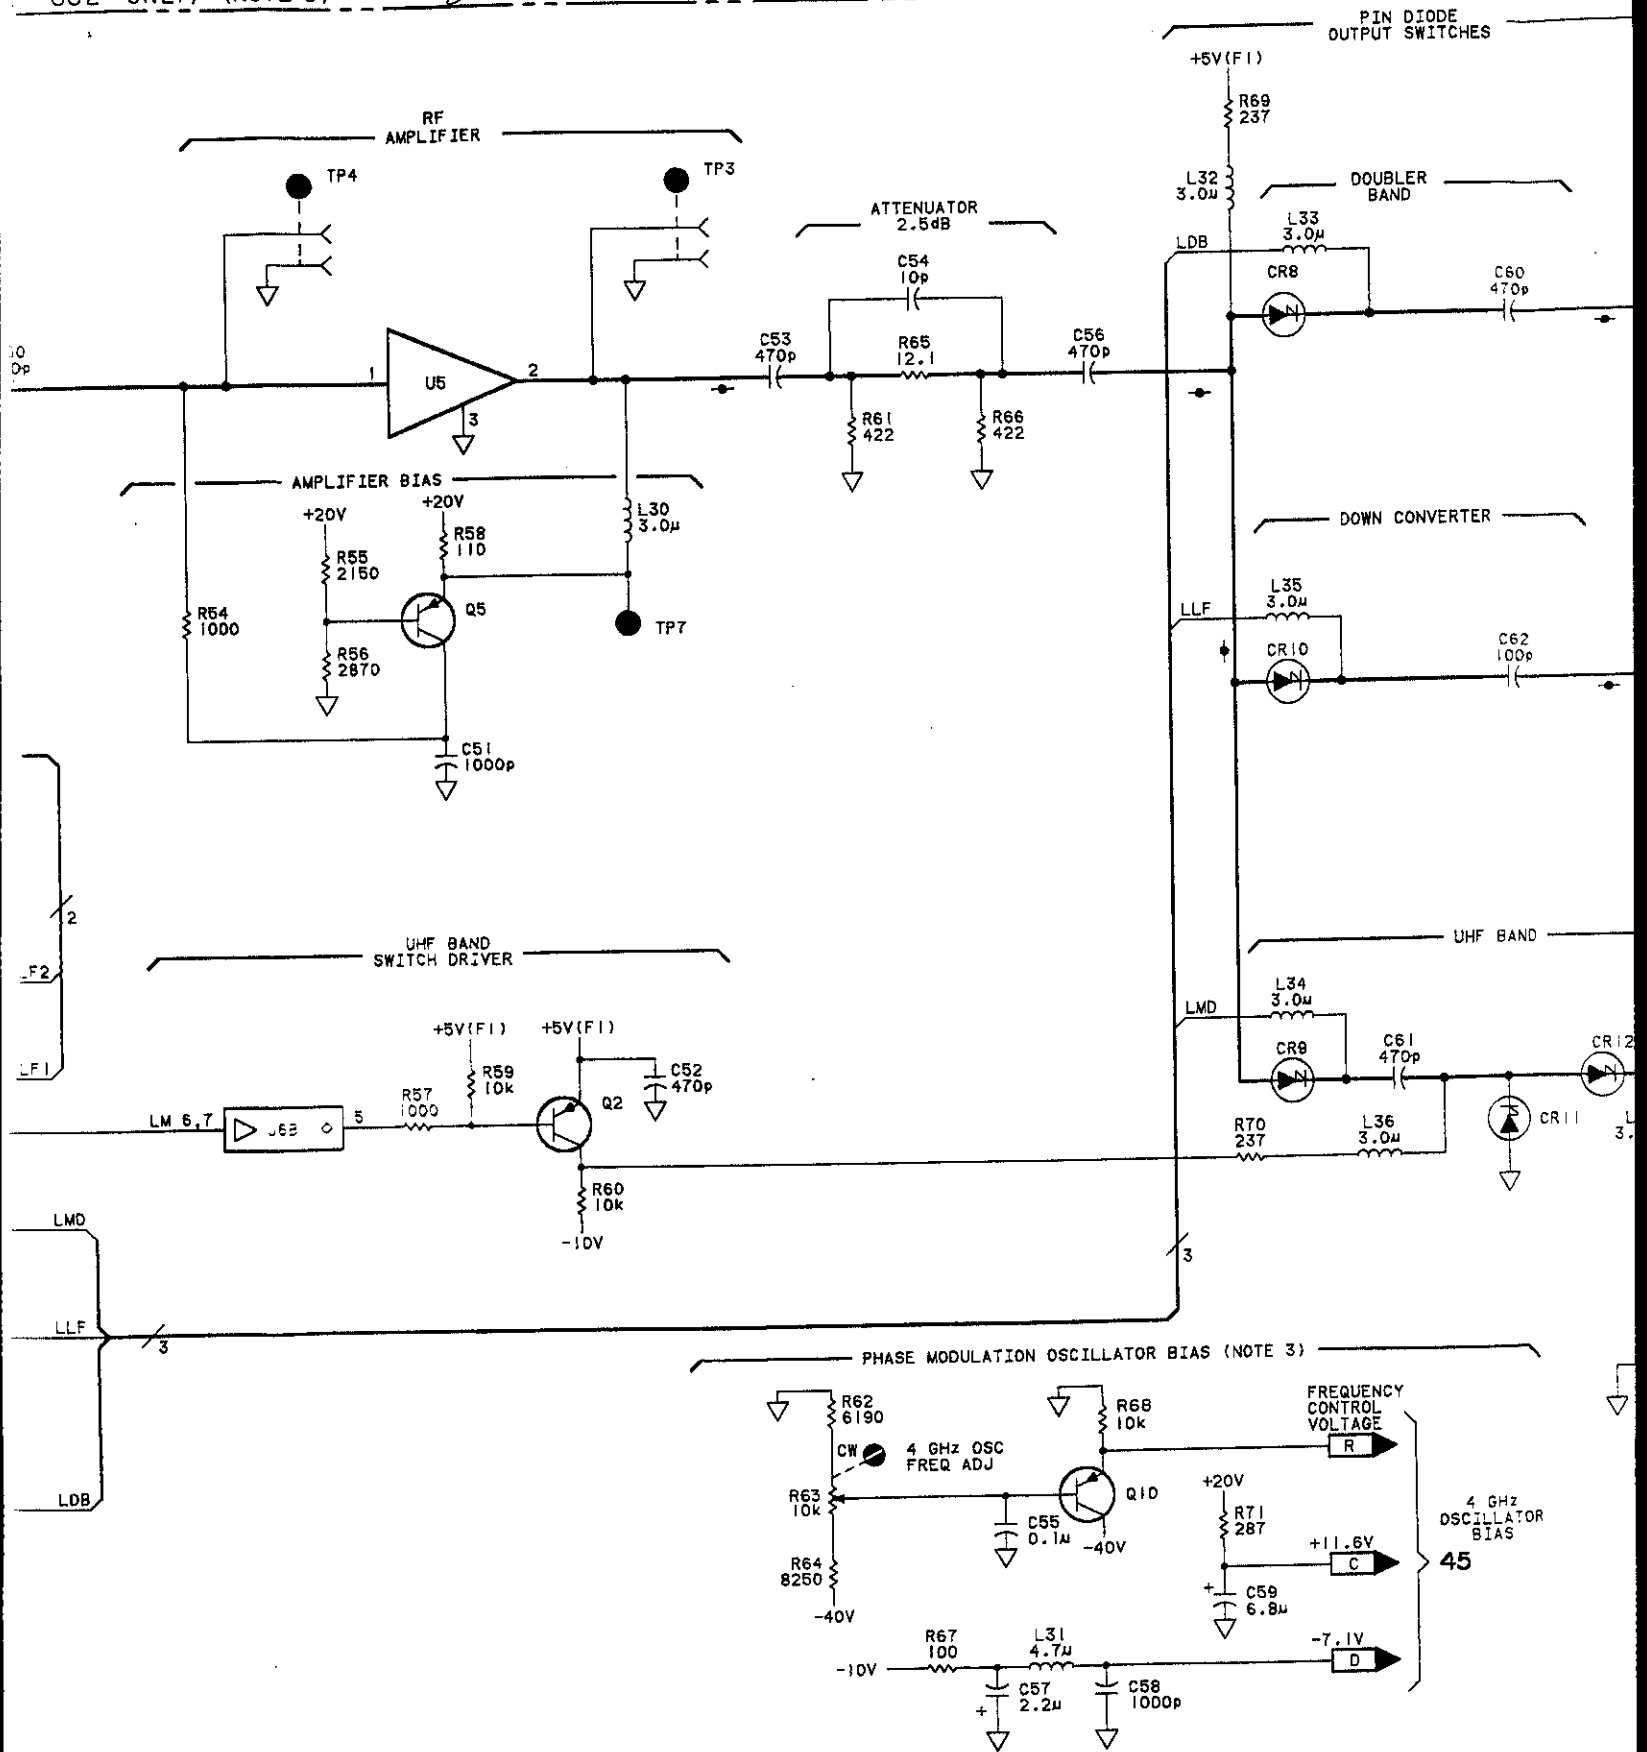 PIN DIODE
OUTPUT SWITCHES
+5V(F1)
R69
237
RF
AMPLIFIER
TP4
TP3
L32
3.0µ
DOUBLER
BAND
ATTENUATOR
2.5dB
L33
3.0µ
LDB
C54
10p
CR8
C60
470p
C53
470p
R65
12.1
C56
470p
1
U5
2
3
R61
422
R66
422
AMPLIFIER BIAS
+20V
+20V
L30
3.0µ
DOWN CONVERTER
R58
110
R55
2150
L35
3.0µ
Q5
R54
1000
TP7
LLF
R56
2870
CR10
C62
100p
C51
1000p
2
UHF BAND
UHF BAND
SWITCH DRIVER
LF2
L34
3.0µ
LMD
+5V(F1)
+5V(F1)
C61
470p
CR12
CR9
LF1
R59
10k
C52
470p
R57
1000
Q2
LM 6,7
5
R70
237
L36
3.0µ
CR11
R60
10k
LMD
-10V
3
LLF
3
PHASE MODULATION OSCILLATOR BIAS (NOTE 3)
R62
6190
R68
10k
FREQUENCY
CONTROL
VOLTAGE
R
CW
4 GHz OSC
FREQ ADJ
+20V
LDB
R63
10k
Q10
4 GHz
OSCILLATOR
BIAS
45
C55
0.1µ
-40V
R71
287
+11.6V
C
R64
8250
C59
6.8µ
+
-40V
R67
100
L31
4.7µ
-7.1V
D
-10V
C57
2.2µ
+
C58
1000p